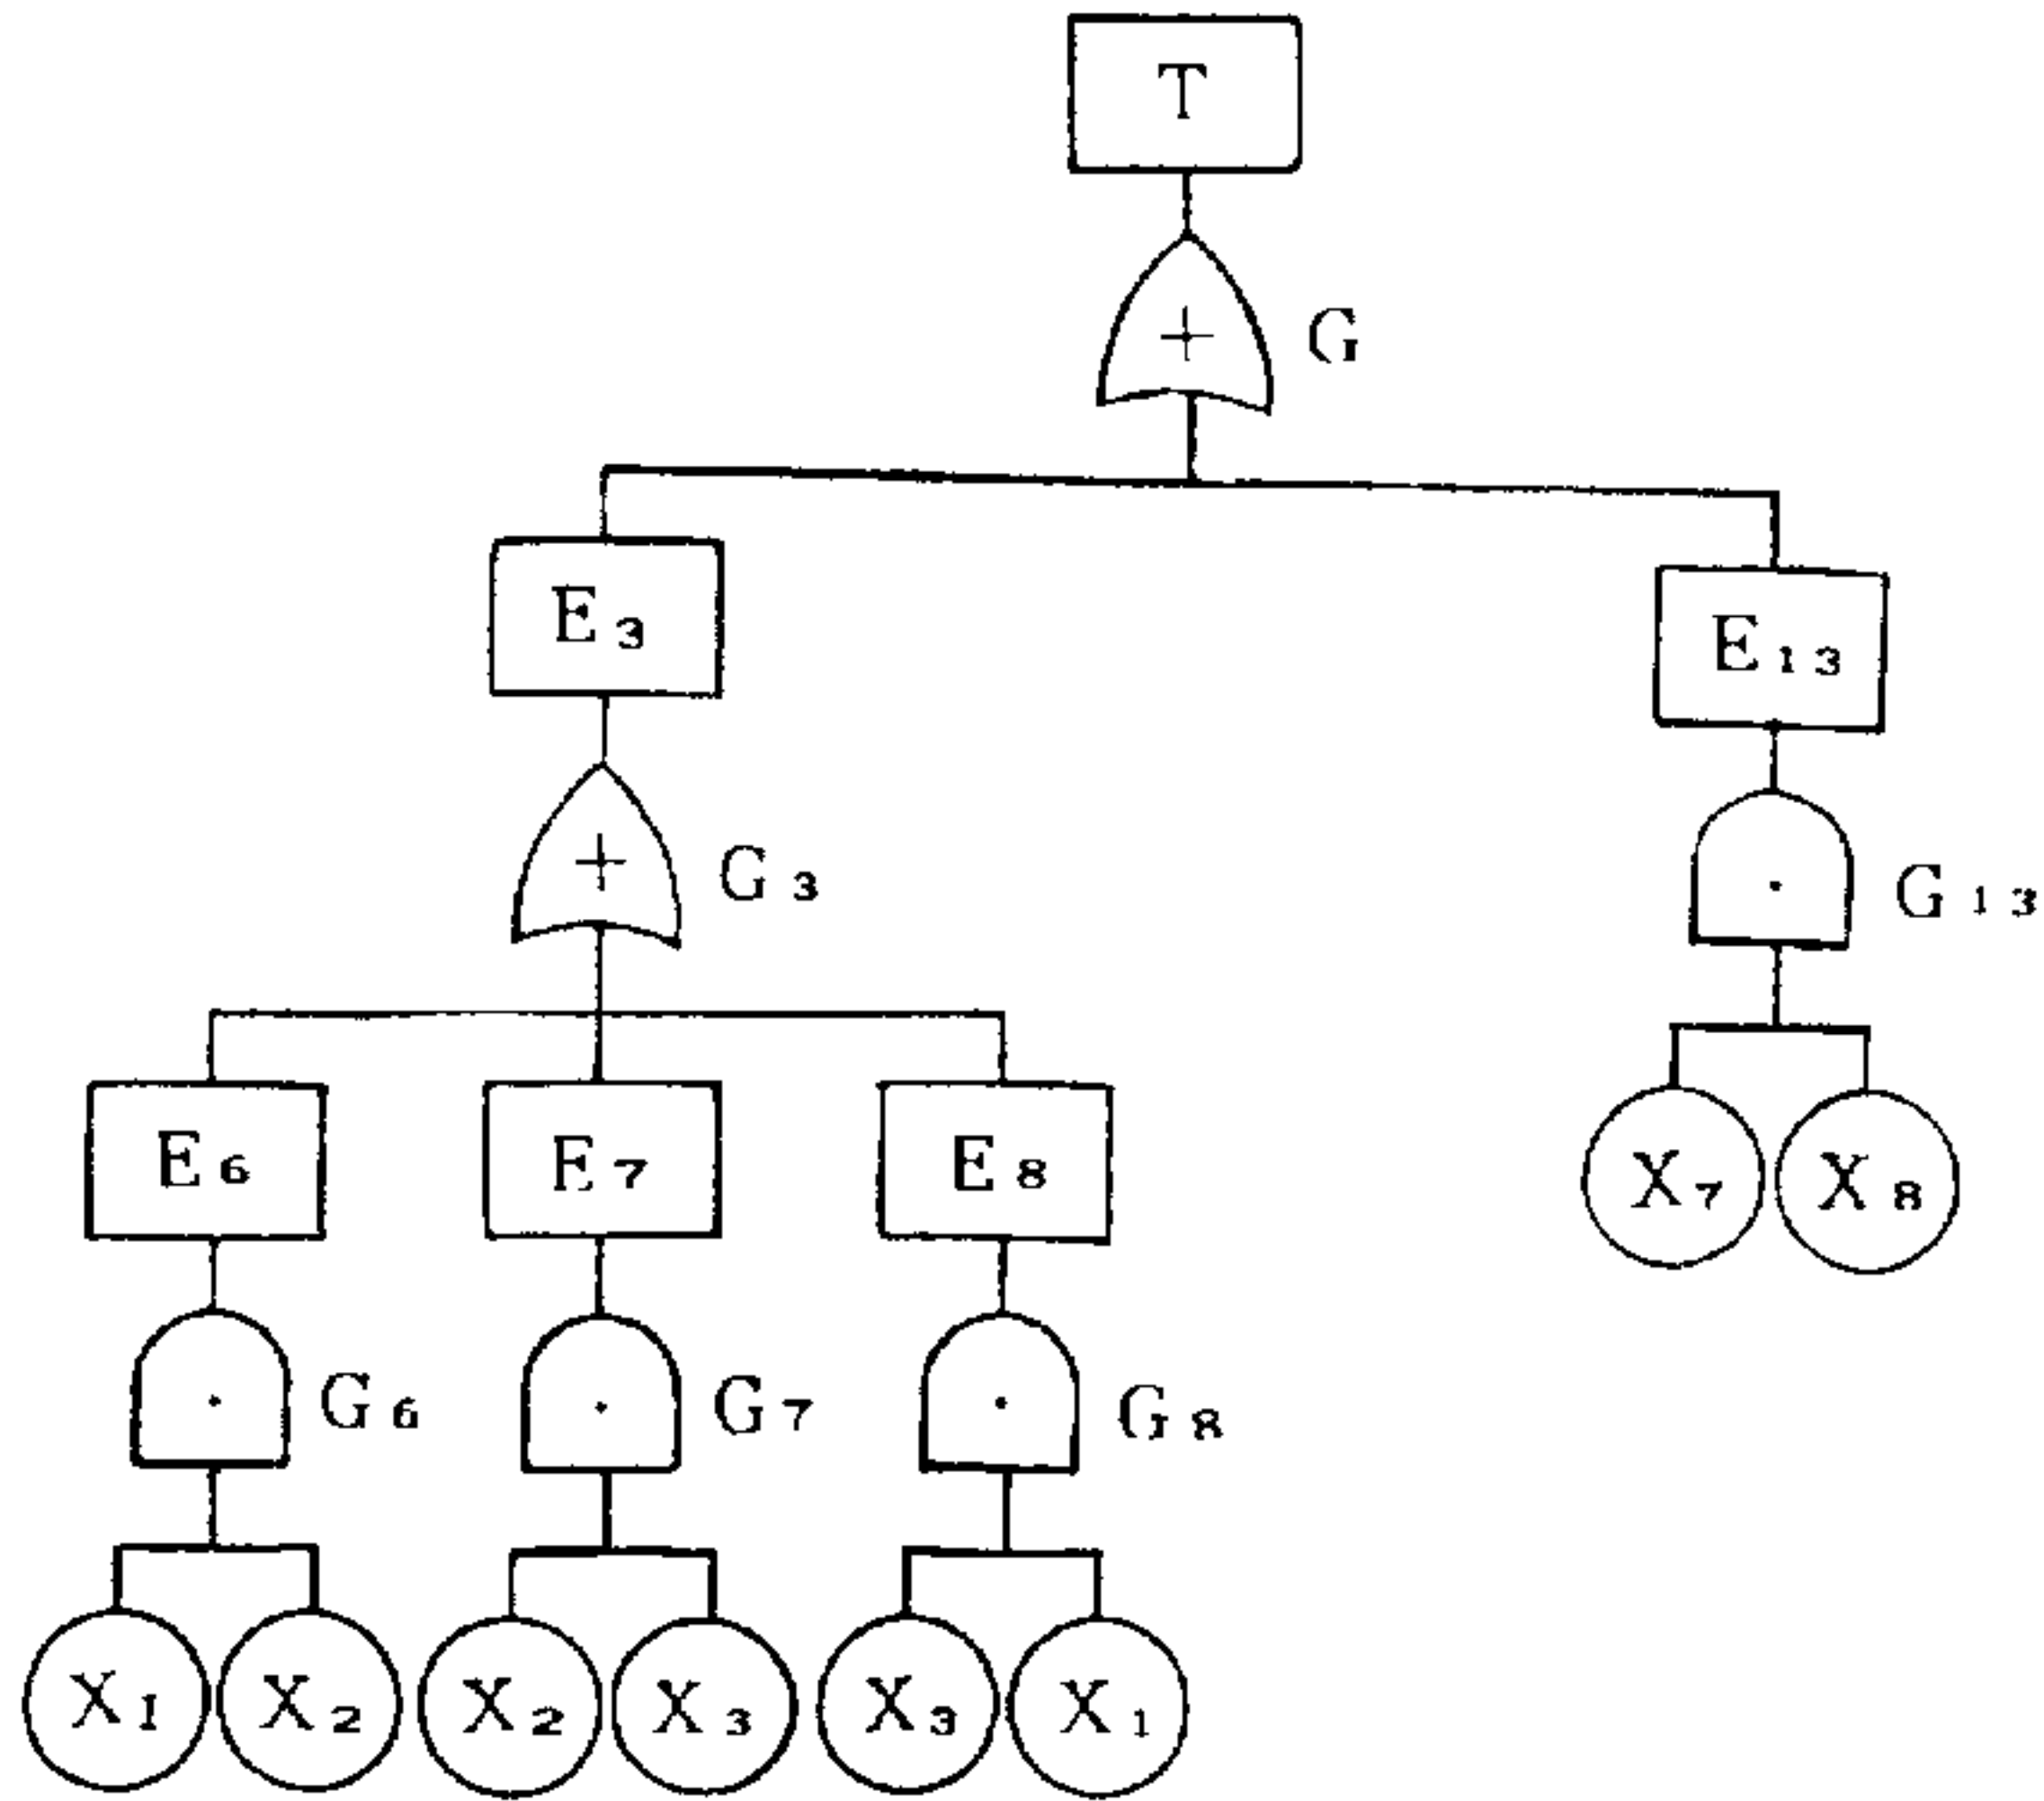 T
+ G
E₃
E₁₃
+ G₃
· G₁₃
E₆ E₇ E₈
X₇ X₈
· G₆ · G₇ · G₈
X₁ X₂ X₂ X₃ X₃ X₁